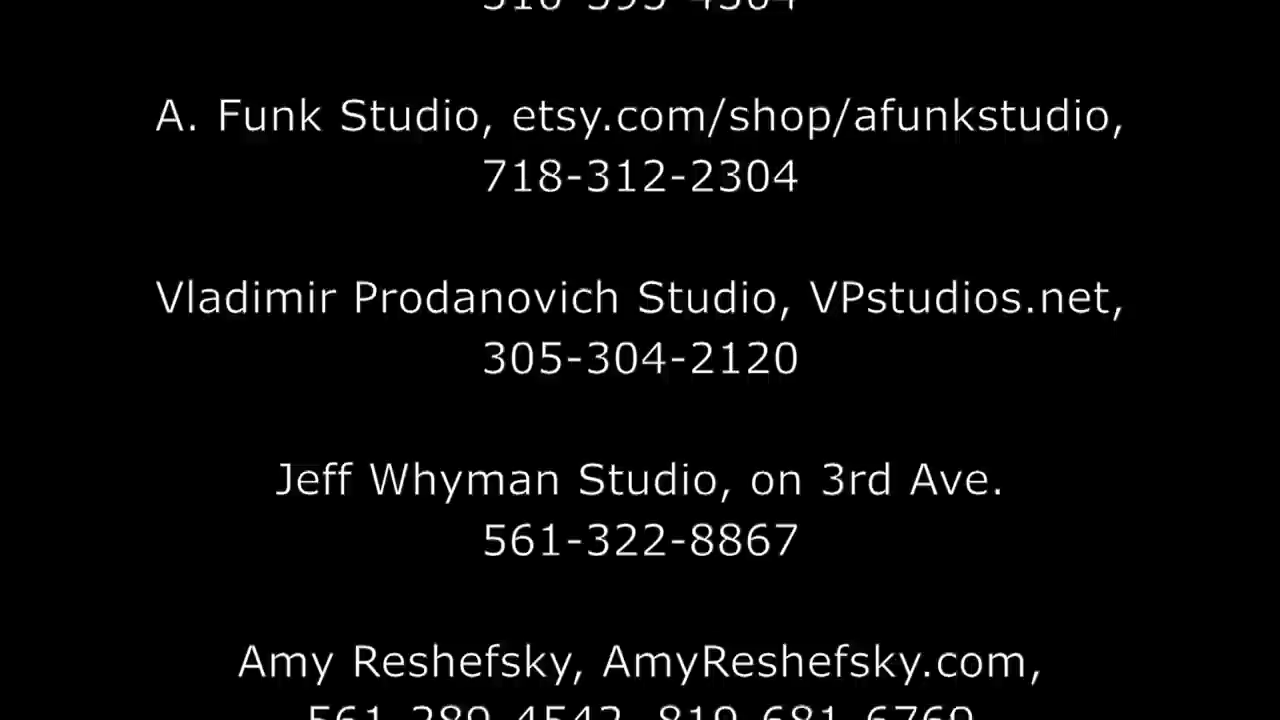 A. Funk Studio, etsy.com/shop/afunkstudio,
718-312-2304
Vladimir Prodanovich Studio, VPstudios.net,
305-304-2120
Jeff Whyman Studio, on 3rd Ave.
561-322-8867
Amy Reshefsky, AmyReshefsky.com,